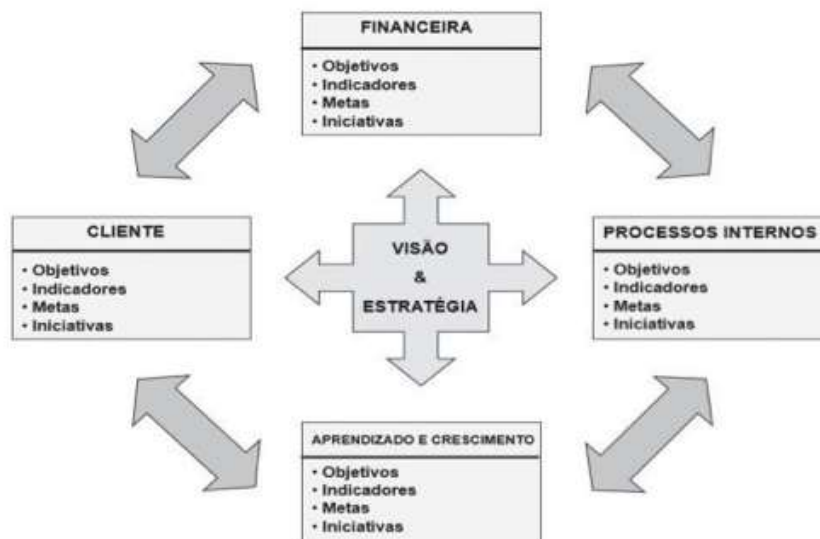 FINANCEIRA
• Objetivos
• Indicadores
• Metas
• Iniciativas
CLIENTE
• Objetivos
• Indicadores
• Metas
• Iniciativas
VISÃO
&
ESTRATÉGIA
PROCESSOS INTERNOS
• Objetivos
• Indicadores
• Metas
• Iniciativas
APRENDIZADO E CRESCIMENTO
• Objetivos
• Indicadores
• Metas
• Iniciativas